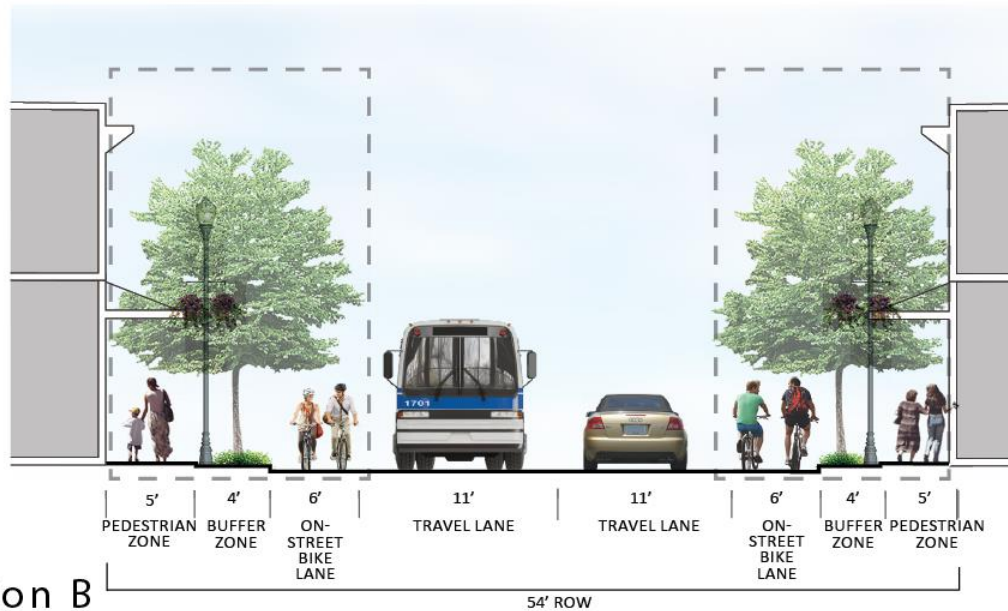 1701
5’ 4’ 6’ 11’ 11’ 6’ 4’ 5’
PEDESTRIAN
ZONE
BUFFER
ZONE
ON-
STREET
BIKE
LANE
TRAVEL LANE
TRAVEL LANE
ON-
STREET
BIKE
LANE
BUFFER
ZONE
PEDESTRIAN
ZONE
54’ ROW
on B